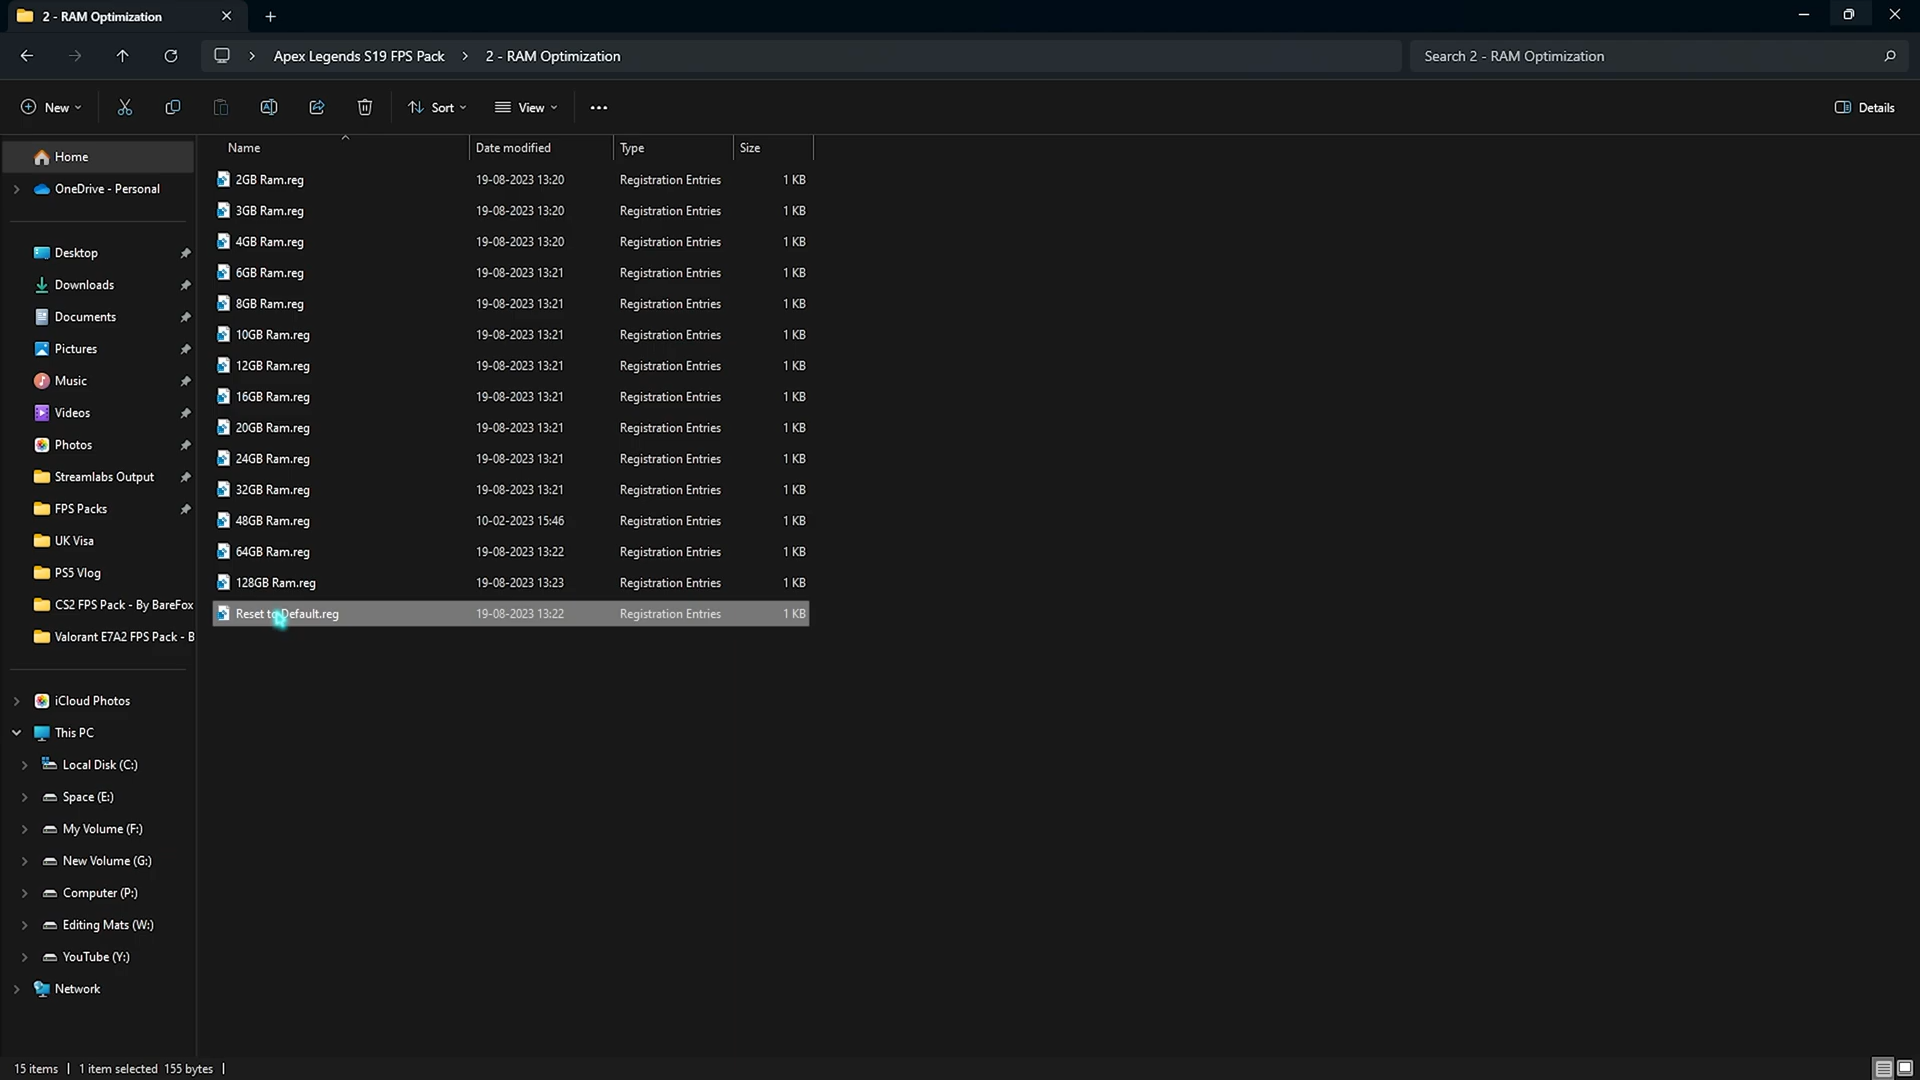 2 - RAM Optimization
Apex Legends S19 FPS Pack 2 - RAM Optimization
Search 2 - RAM Optimization
New Sort View Details
Name Date modified Type Size
2GB Ram.reg 19-08-2023 13:20 Registration Entries 1 KB
3GB Ram.reg 19-08-2023 13:20 Registration Entries 1 KB
4GB Ram.reg 19-08-2023 13:20 Registration Entries 1 KB
6GB Ram.reg 19-08-2023 13:21 Registration Entries 1 KB
8GB Ram.reg 19-08-2023 13:21 Registration Entries 1 KB
10GB Ram.reg 19-08-2023 13:21 Registration Entries 1 KB
12GB Ram.reg 19-08-2023 13:21 Registration Entries 1 KB
16GB Ram.reg 19-08-2023 13:21 Registration Entries 1 KB
20GB Ram.reg 19-08-2023 13:21 Registration Entries 1 KB
24GB Ram.reg 19-08-2023 13:21 Registration Entries 1 KB
32GB Ram.reg 19-08-2023 13:21 Registration Entries 1 KB
48GB Ram.reg 10-02-2023 15:46 Registration Entries 1 KB
64GB Ram.reg 19-08-2023 13:22 Registration Entries 1 KB
128GB Ram.reg 19-08-2023 13:23 Registration Entries 1 KB
Reset to Default.reg 19-08-2023 13:22 Registration Entries 1 KB
Home
OneDrive - Personal
Desktop
Downloads
Documents
Pictures
Music
Videos
Photos
Streamlabs Output
FPS Packs
UK Visa
PS5 Vlog
CS2 FPS Pack - By BareFox
Valorant E7A2 FPS Pack - B
iCloud Photos
This PC
Local Disk (C:)
Space (E:)
My Volume (F:)
New Volume (G:)
Computer (P:)
Editing Mats (W:)
YouTube (Y:)
Network
15 items 1 item selected 155 bytes